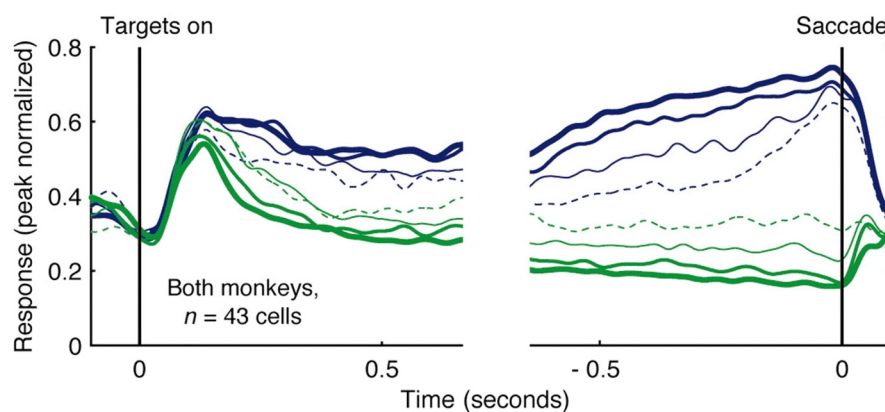 Targets on
Saccade
0.8
0.6
0.4
0.2
0
Response (peak normalized)
Both monkeys,
n = 43 cells
0
0.5
- 0.5
0
Time (seconds)